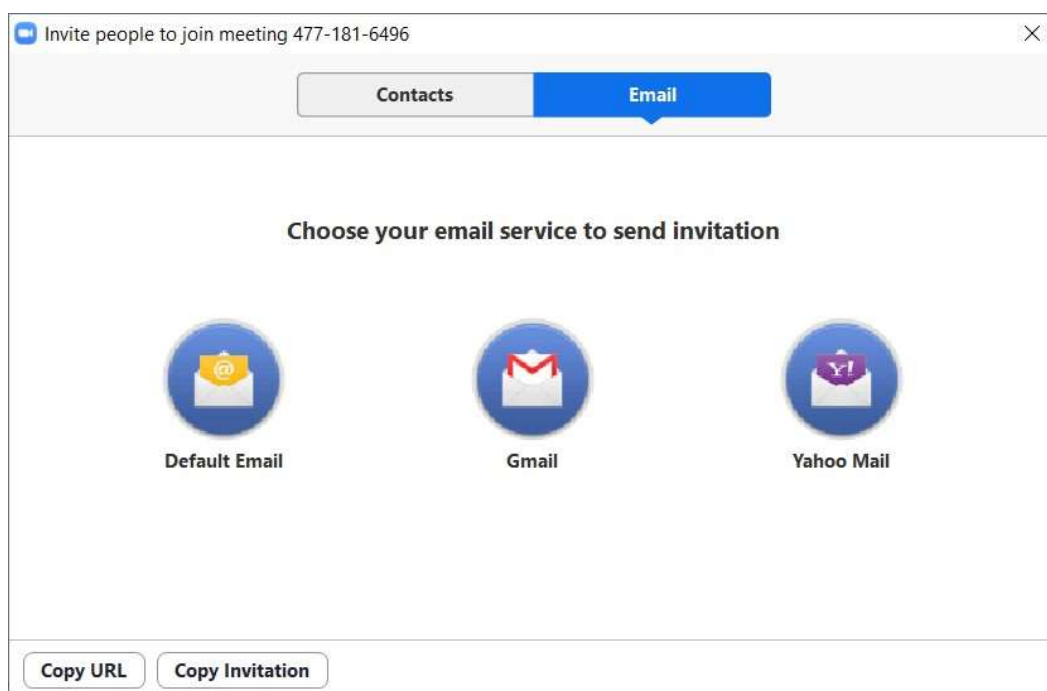 Invite people to join meeting 477-181-6496
Contacts Email
Choose your email service to send invitation
@ Y!
Default Email Gmail Yahoo Mail
Copy URL Copy Invitation